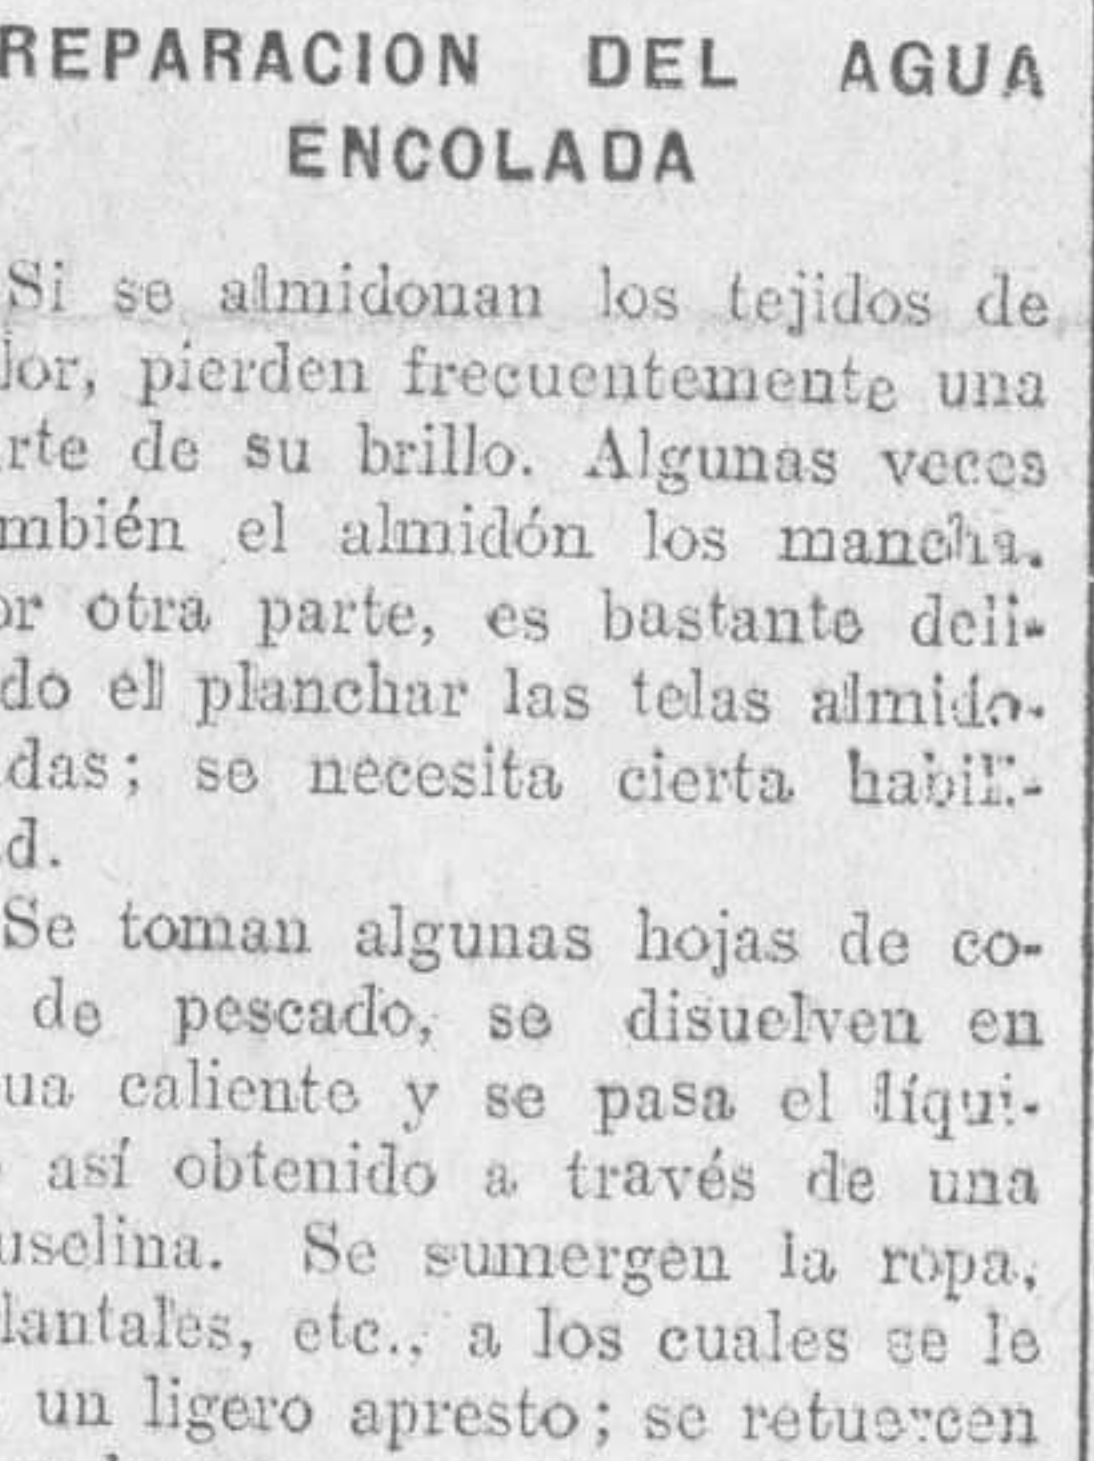 REPARACION DEL AGUA
ENCOLADA
Si se almidonan los tejidos de
lor, pierden frecuentemente una
rte de su brillo. Algunas veces
mbién el almidón los mancha.
or otra parte, es bastante deli-
do el planchar las telas almido-
das; se necesita cierta habili-
d.
Se toman algunas hojas de co-
de pescado, se disuelven en
ua caliente y se pasa el líqui-
así obtenido a través de una
uselina. Se sumergen la ropa,
lantales, etc., a los cuales se le
un ligero apresto; se retuercen